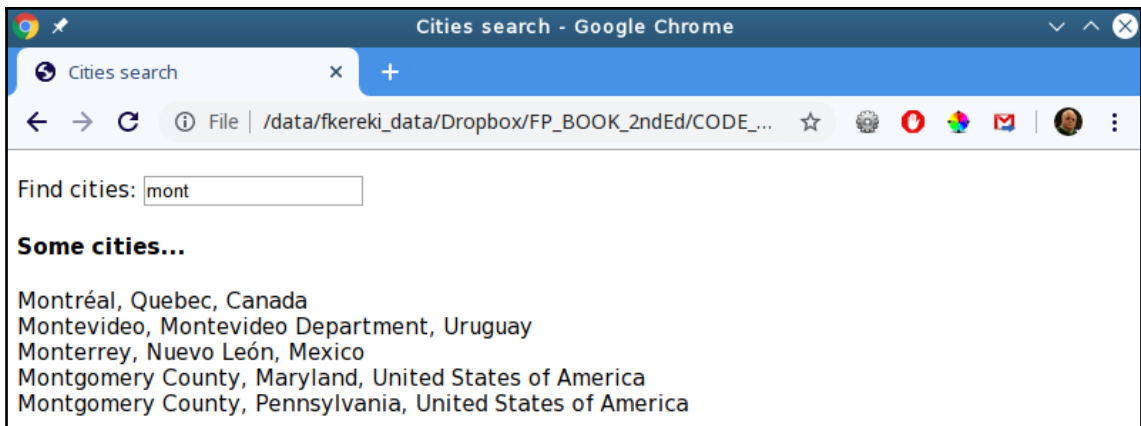 Cities search - Google Chrome
Cities search
File | /data/fkereki_data/Dropbox/FP_BOOK_2ndEd/CODE_...
Find cities: mont
Some cities...
Montréal, Quebec, Canada
Montevideo, Montevideo Department, Uruguay
Monterrey, Nuevo León, Mexico
Montgomery County, Maryland, United States of America
Montgomery County, Pennsylvania, United States of America